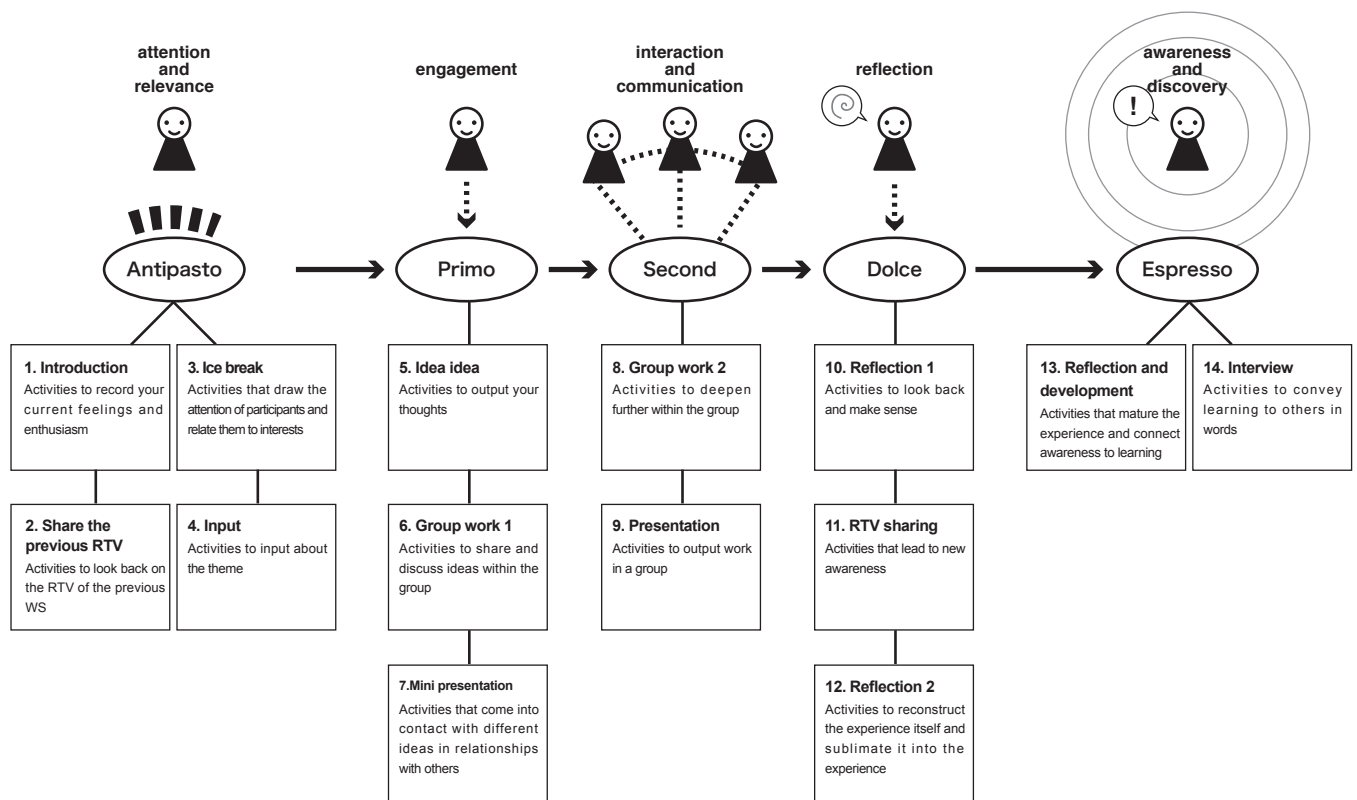 attention
and
relevance
engagement
interaction
and
communication
reflection
awareness
and
discovery
!
Antipasto
Primo
Second
Dolce
Espresso
1. Introduction
Activities to record your
current feelings and
enthusiasm
3. Ice break
Activities that draw the
attention of participants and
relate them to interests
5. Idea idea
Activities to output your
thoughts
8. Group work 2
Activities to deepen
further within the group
10. Reflection 1
Activities to look back
and make sense
13. Reflection and
development
Activities that mature the
experience and connect
awareness to learning
14. Interview
Activities to convey
learning to others in
words
2. Share the
previous RTV
Activities to look back on
the RTV of the previous
WS
4. Input
Activities to input about
the theme
6. Group work 1
Activities to share and
discuss ideas within the
group
9. Presentation
Activities to output work
in a group
11. RTV sharing
Activities that lead to new
awareness
7.Mini presentation
Activities that come into
contact with different
ideas in relationships
with others
12. Reflection 2
Activities to reconstruct
the experience itself and
sublimate it into the
experience